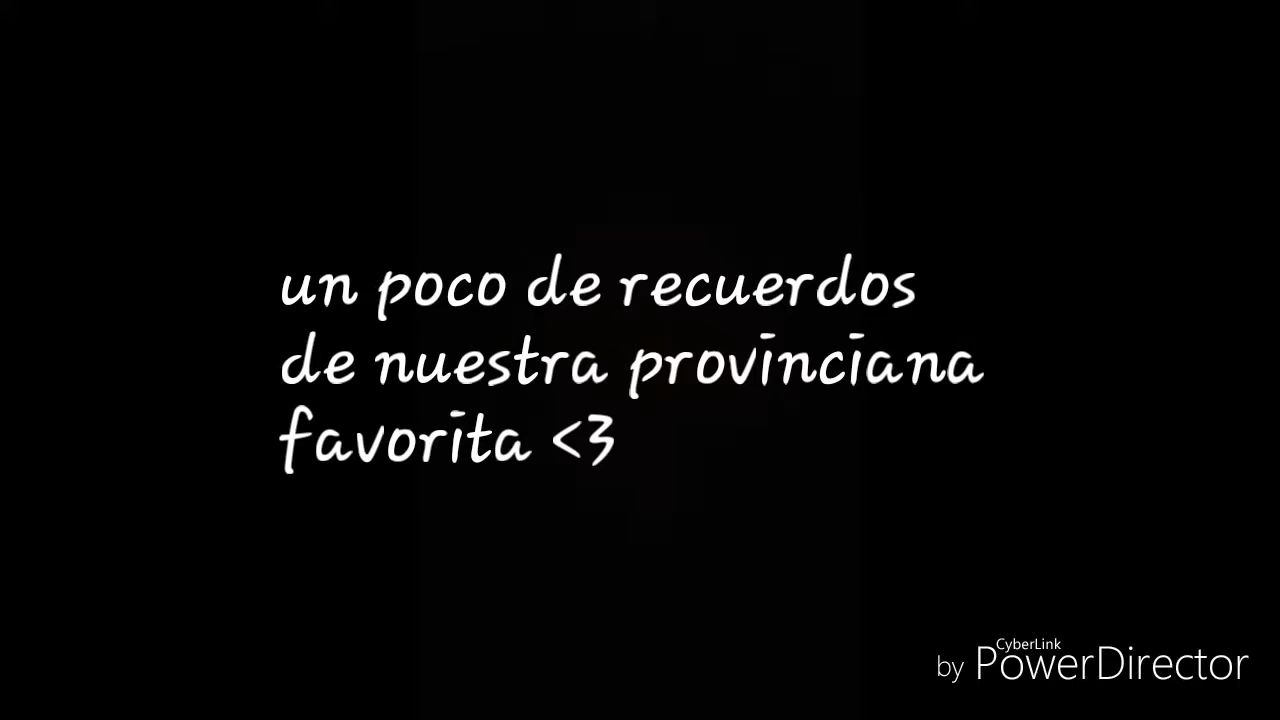 un poco de recuerdos
de nuestra provinciana
favorita <3
CyberLink
by PowerDirector